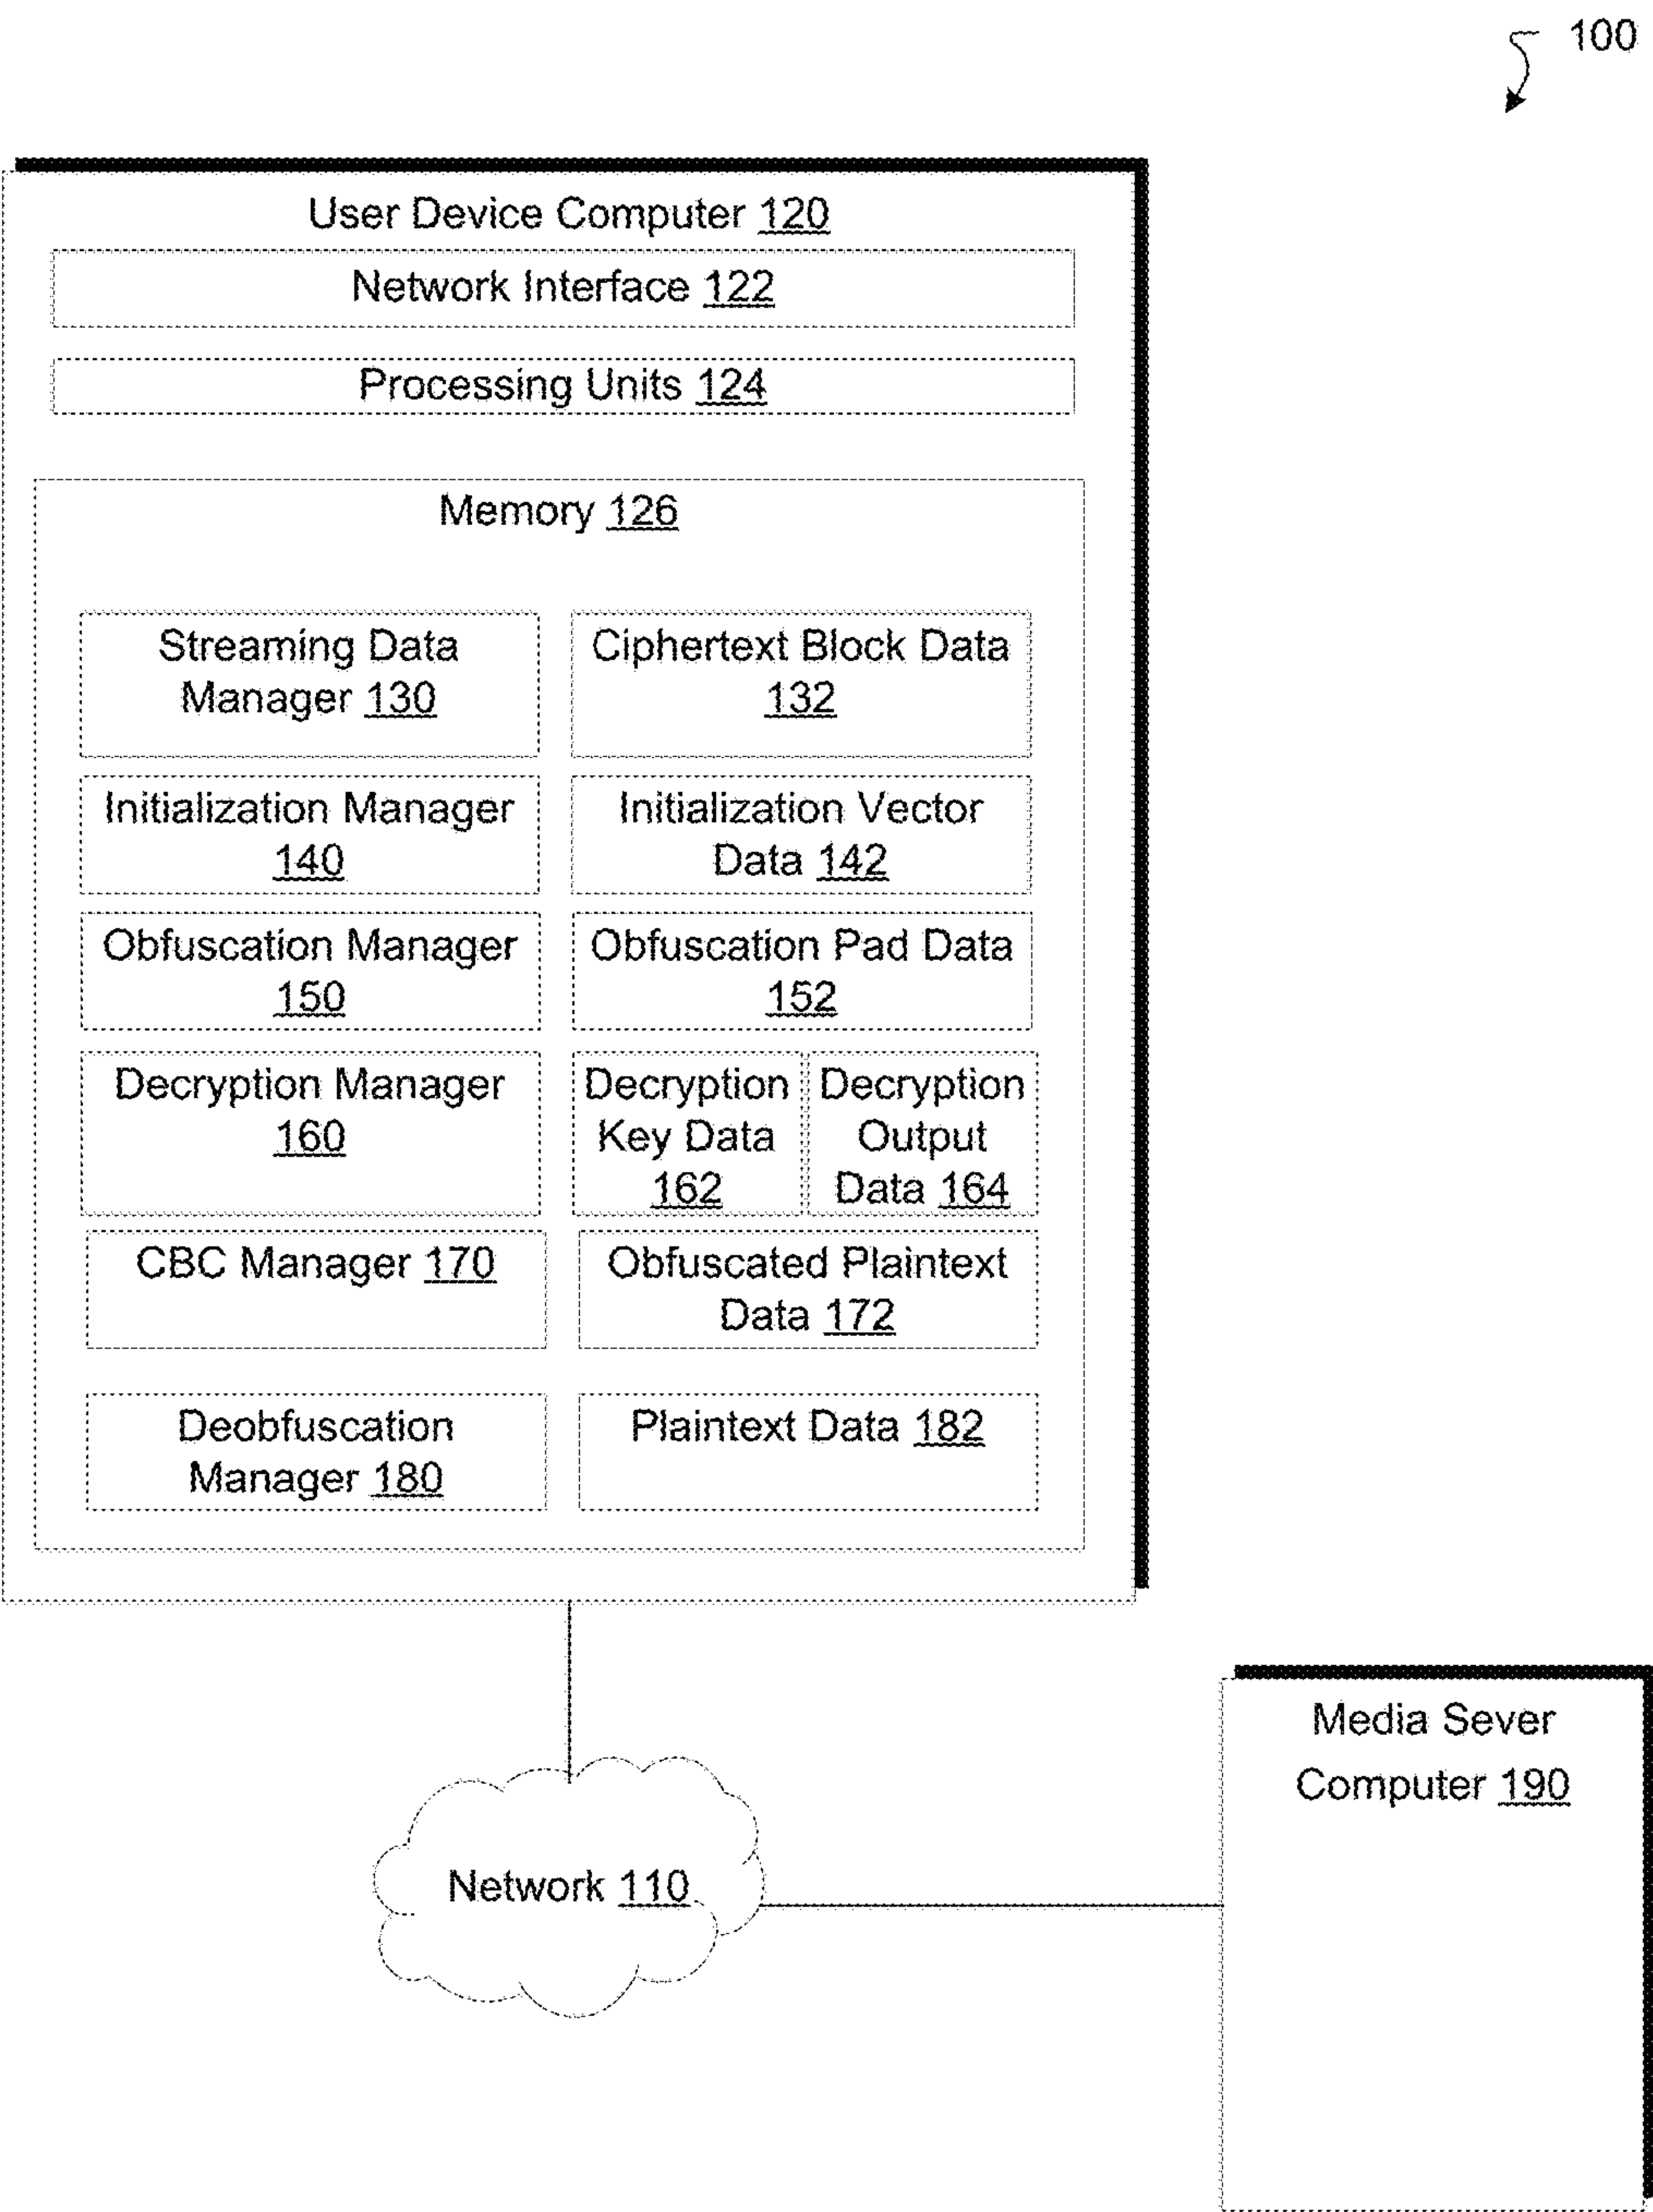 100
User Device Computer 120
Network Interface 122
Processing Units 124
Memory 126
Streaming Data
Manager 130
Ciphertext Block Data
132
Initialization Manager
140
Initialization Vector
Data 142
Obfuscation Manager
150
Obfuscation Pad Data
152
Decryption Manager
160
Decryption
Key Data
162
Decryption
Output
Data 164
CBC Manager 170
Obfuscated Plaintext
Data 172
Deobfuscation
Manager 180
Plaintext Data 182
Media Sever
Computer 190
Network 110